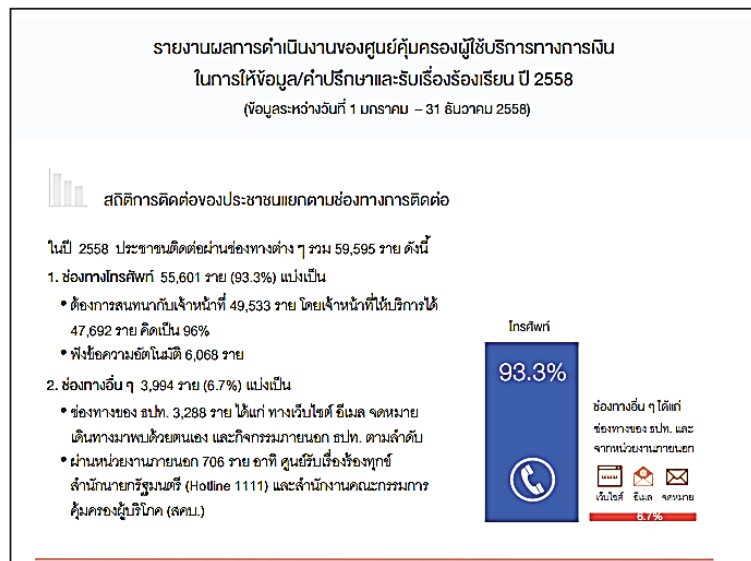 รายงานผลการดำเนินงานของศูนย์คุ้มครองผู้ใช้บริการทางการเงิน
ในการให้ข้อมูล/คำปรึกษาและรับเรื่องร้องเรียน ปี 2558
(ข้อมูลระหว่างวันที่ 1 มกราคม – 31 ธันวาคม 2558)
สถิติการติดต่อของประชาชนแยกตามช่องทางการติดต่อ
ในปี 2558 ประชาชนติดต่อผ่านช่องทางต่าง ๆ รวม 59,595 ราย ดังนี้
1. ช่องทางโทรศัพท์ 55,601 ราย (93.3%) แบ่งเป็น
• ต้องการสนทนากับเจ้าหน้าที่ 49,533 ราย โดยเจ้าหน้าที่ให้บริการได้
47,692 ราย คิดเป็น 96%
• ฟังข้อความอัตโนมัติ 6,068 ราย
2. ช่องทางอื่น ๆ 3,994 ราย (6.7%) แบ่งเป็น
• ช่องทางของ ธปท. 3,288 ราย ได้แก่ ทางเว็บไซต์ อีเมล จดหมาย
เดินทางมาพบด้วยตนเอง และกิจกรรมภายนอก ธปท. ตามลำดับ
• ผ่านหน่วยงานภายนอก 706 ราย อาทิ ศูนย์รับเรื่องร้องทุกข์
สำนักนายกรัฐมนตรี (Hotline 1111) และสำนักงานคณะกรรมการ
คุ้มครองผู้บริโภค (สคบ.)
โทรศัพท์
93.3%
ช่องทางอื่น ๆ ได้แก่
ช่องทางของ ธปท. และ
จากหน่วยงานภายนอก
เว็บไซต์ อีเมล จดหมาย
6.7%